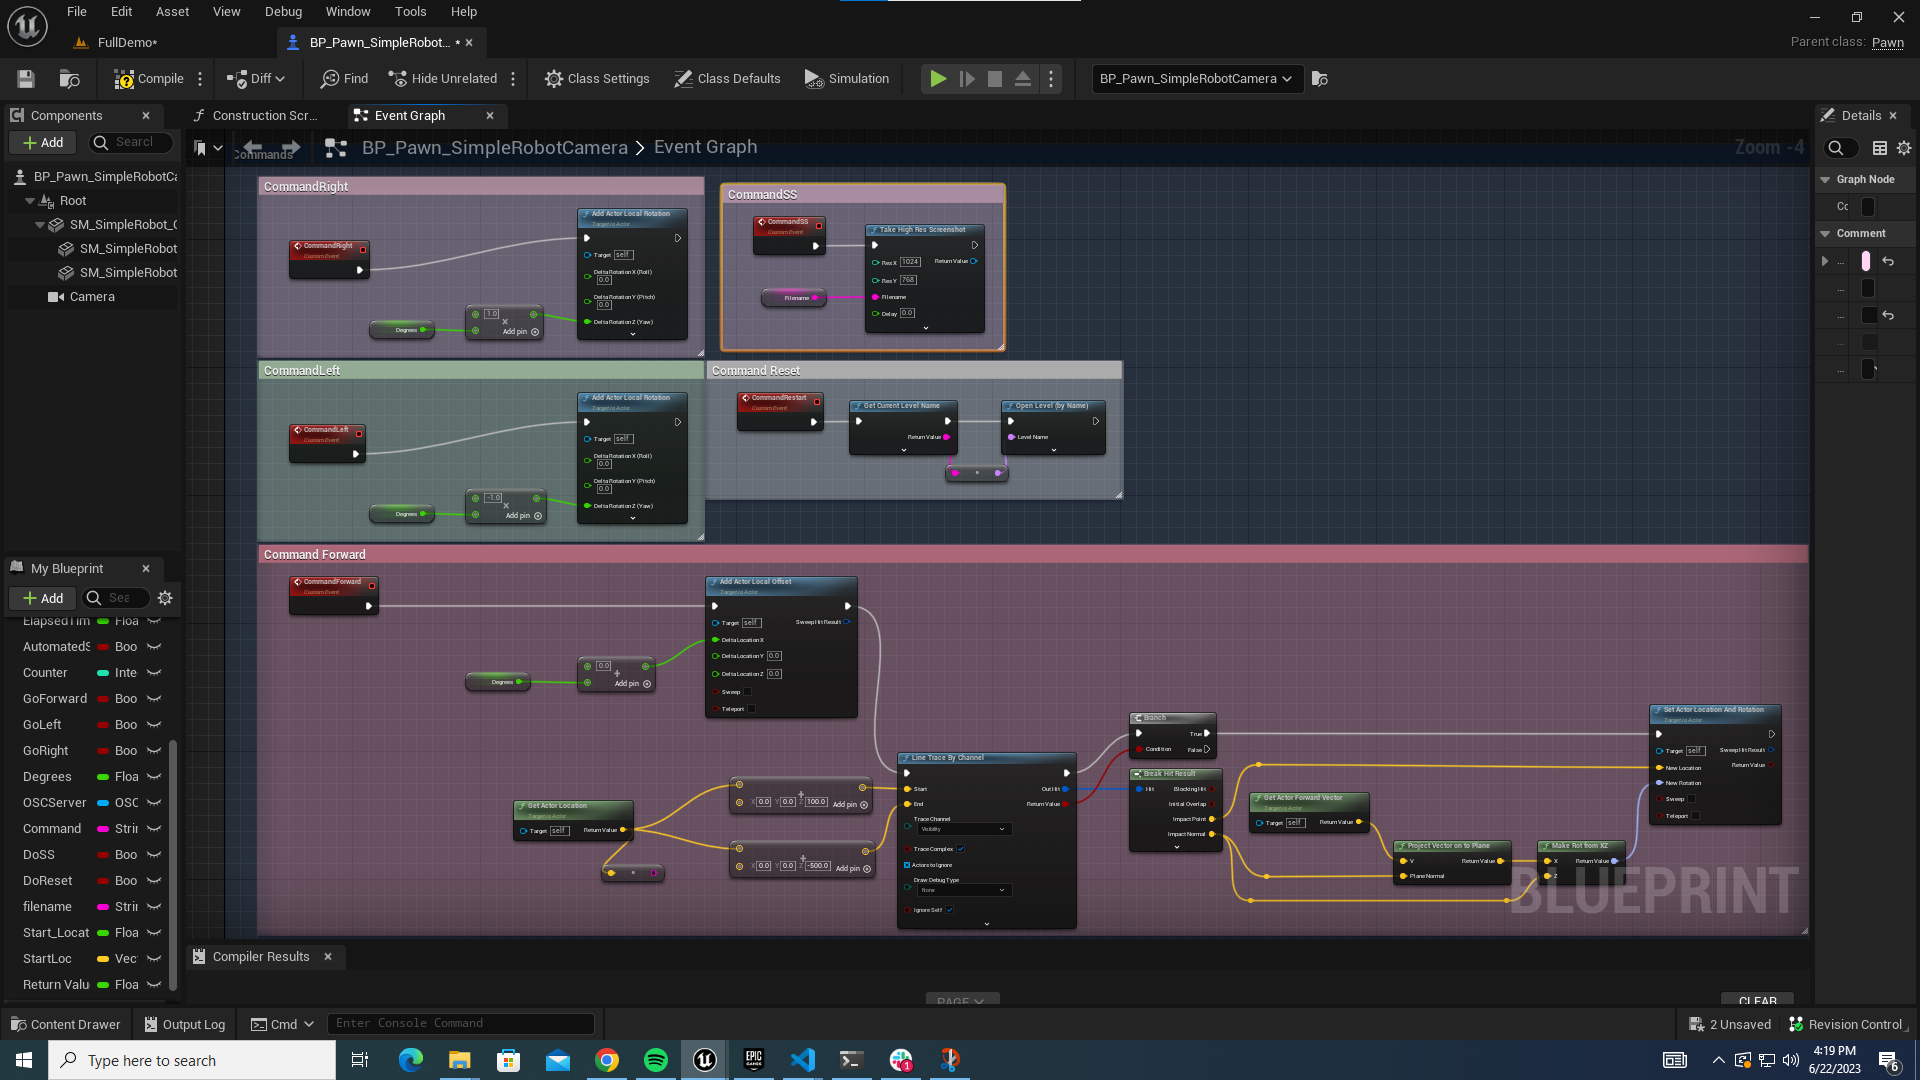 File Edit Asset View Debug Window Tools Help
FullDemo*
BP_Pawn_SimpleRobot... *
Parent class: Pawn
Compile
Diff
Find
Hide Unrelated
Class Settings
Class Defaults
Simulation
BP_Pawn_SimpleRobotCamera
Components
Add
Searcl
BP_Pawn_SimpleRobotCa
Root
SM_SimpleRobot_C
SM_SimpleRobot
SM_SimpleRobot
Camera
My Blueprint
Add
Sea
ElapsedTim Floa
AutomatedS Boo
Counter Inte
GoForward Boo
GoLeft Boo
GoRight Boo
Degrees Floa
OSCServer OSC
Command Strin
DoSS Boo
DoReset Boo
filename Strin
Start_Locat Floa
StartLoc Vec
Return Valu Floa
Construction Scr...
Event Graph
Commands
BP_Pawn_SimpleRobotCamera > Event Graph
Zoom -4
CommandRight
CommandRight
Custom Event
Degrees
1.0
x
Add pin
Add Actor Local Rotation
Target is Actor
Target self
Delta Rotation X (Roll)
0.0
Delta Rotation Y (Pitch)
0.0
Delta Rotation Z (Yaw)
CommandSS
CommandSS
Custom Event
Filename
Take High Res Screenshot
Res X 1024
Return Value
Res Y 768
Filename
Delay 0.0
CommandLeft
CommandLeft
Custom Event
Degrees
-1.0
x
Add pin
Add Actor Local Rotation
Target is Actor
Target self
Delta Rotation X (Roll)
0.0
Delta Rotation Y (Pitch)
0.0
Delta Rotation Z (Yaw)
Command Reset
CommandRestart
Custom Event
Get Current Level Name
Return Value
Open Level (by Name)
Level Name
Command Forward
CommandForward
Custom Event
Degrees
0.0
+
Add pin
Add Actor Local Offset
Target is Actor
Target self
Sweep Hit Result
Delta Location X
Delta Location Y 0.0
Delta Location Z 0.0
Sweep
Teleport
Get Actor Location
Target is Actor
Target self
Return Value
X 0.0 Y 0.0 Z 100.0 Add pin
X 0.0 Y 0.0 Z -500.0 Add pin
Line Trace By Channel
Start
Out Hit
End
Return Value
Trace Channel
Visibility
Trace Complex
Actors to Ignore
Draw Debug Type
None
Ignore Self
Branch
True
Condition
False
Break Hit Result
Hit
Blocking Hit
Initial Overlap
Impact Point
Impact Normal
Get Actor Forward Vector
Target is Actor
Target self
Return Value
Project Vector on to Plane
V
Return Value
Plane Normal
Make Rot from XZ
X
Return Value
Z
Set Actor Location And Rotation
Target is Actor
Target self
Sweep Hit Result
Return Value
New Location
New Rotation
Sweep
Teleport
BLUEPRINT
Compiler Results
PAGE
CLEAR
Details
Graph Node
Cc
Comment
...
...
...
...
...
Content Drawer
Output Log
Cmd
Enter Console Command
2 Unsaved
Revision Control
Type here to search
EPIC GAMES
1
4:19 PM
6/22/2023
6